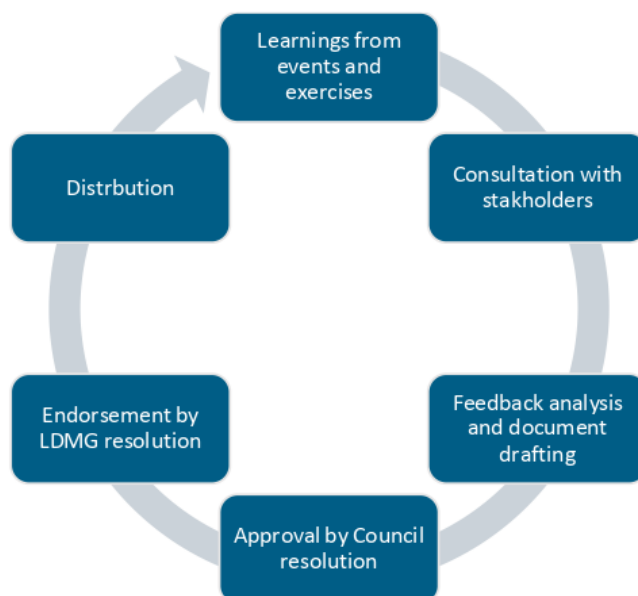 Learnings from
events and
exercises
Consultation with
stakholders
Feedback analysis
and document
drafting
Approval by Council
resolution
Endorsement by
LDMG resolution
Distrbution